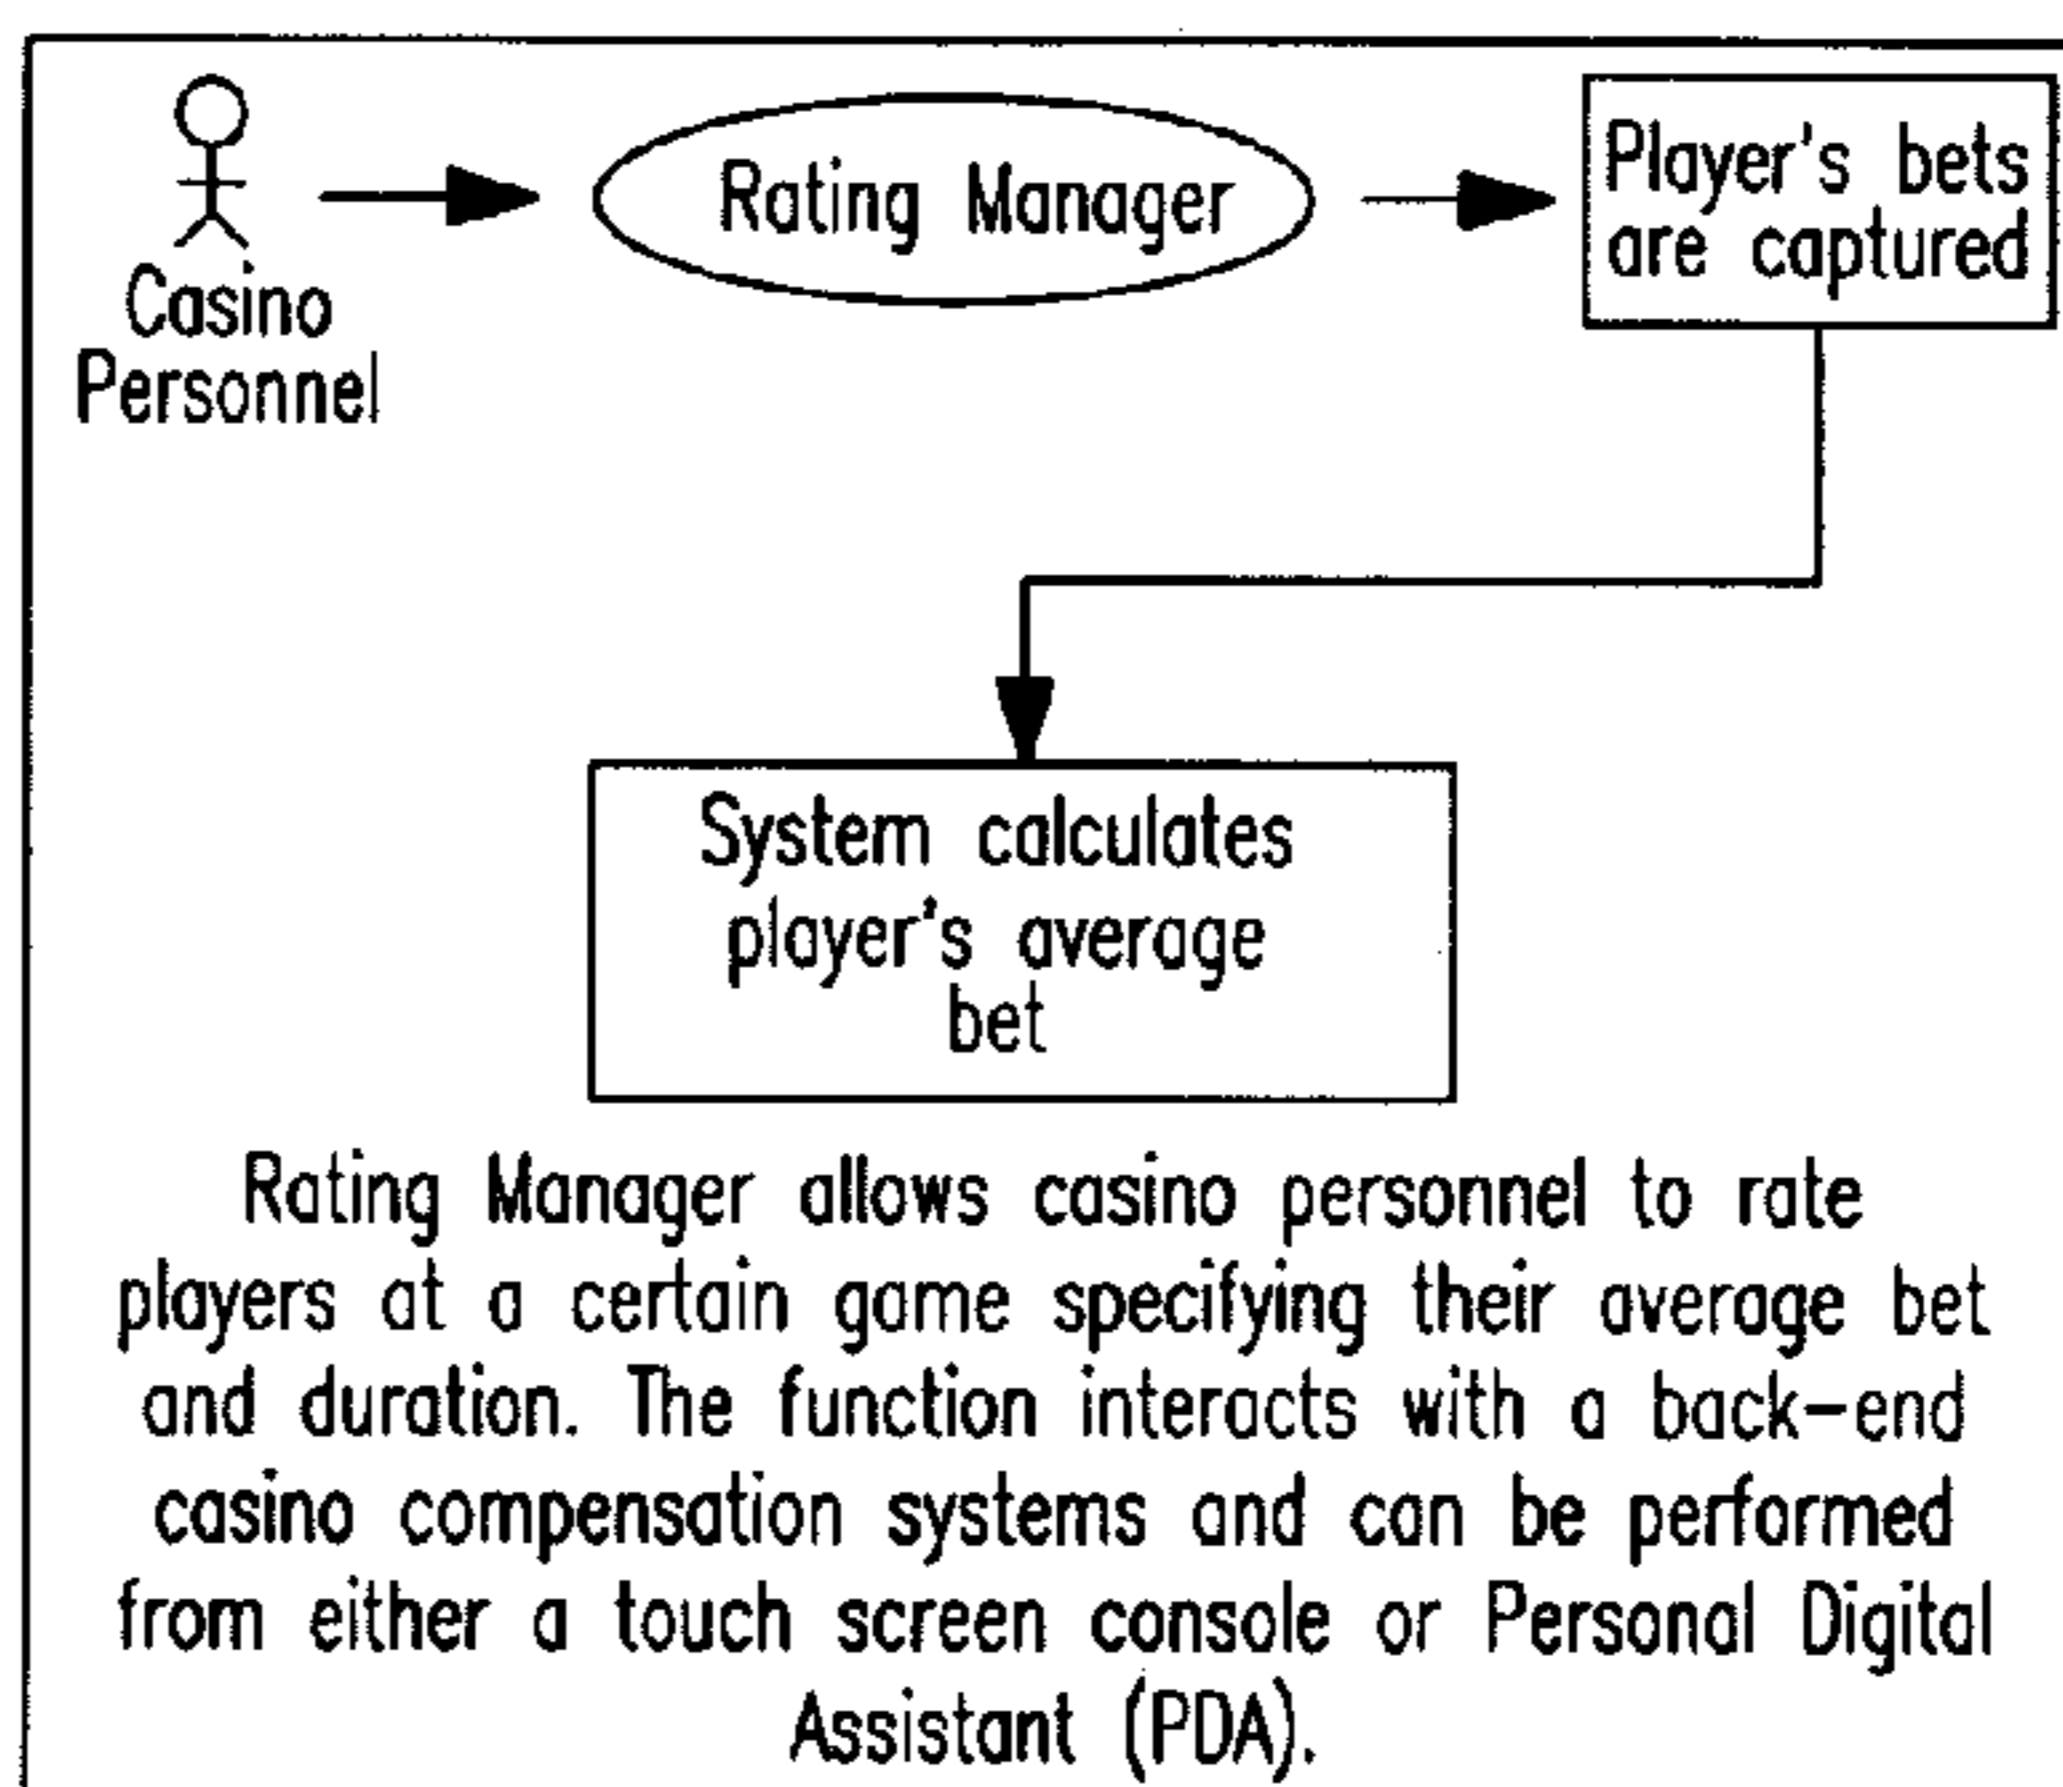 Casino
Personnel
Rating Manager
Player's bets
are captured
System calculates
player's average
bet
Rating Manager allows casino personnel to rate
players at a certain game specifying their average bet
and duration. The function interacts with a back-end
casino compensation systems and can be performed
from either a touch screen console or Personal Digital
Assistant (PDA).